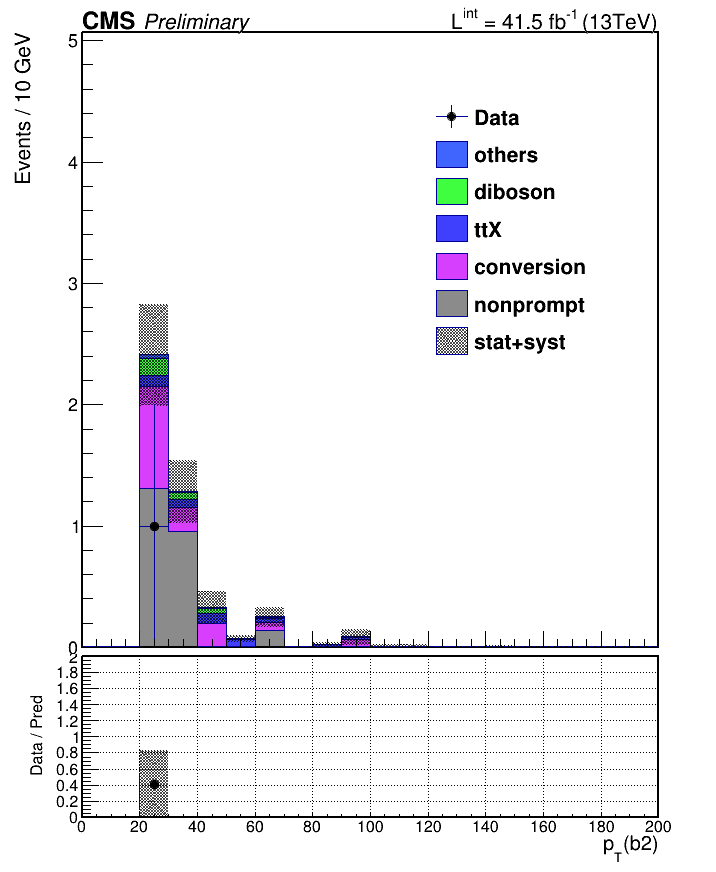 CMS Preliminary
L^int = 41.5 fb^-1 (13TeV)
Events / 10 GeV
5
4
3
2
1
0
Data
others
diboson
ttX
conversion
nonprompt
stat+syst
Data / Pred
2
1.8
1.6
1.4
1.2
1
0.8
0.6
0.4
0.2
0
0 20 40 60 80 100 120 140 160 180 200
p_T(b2)